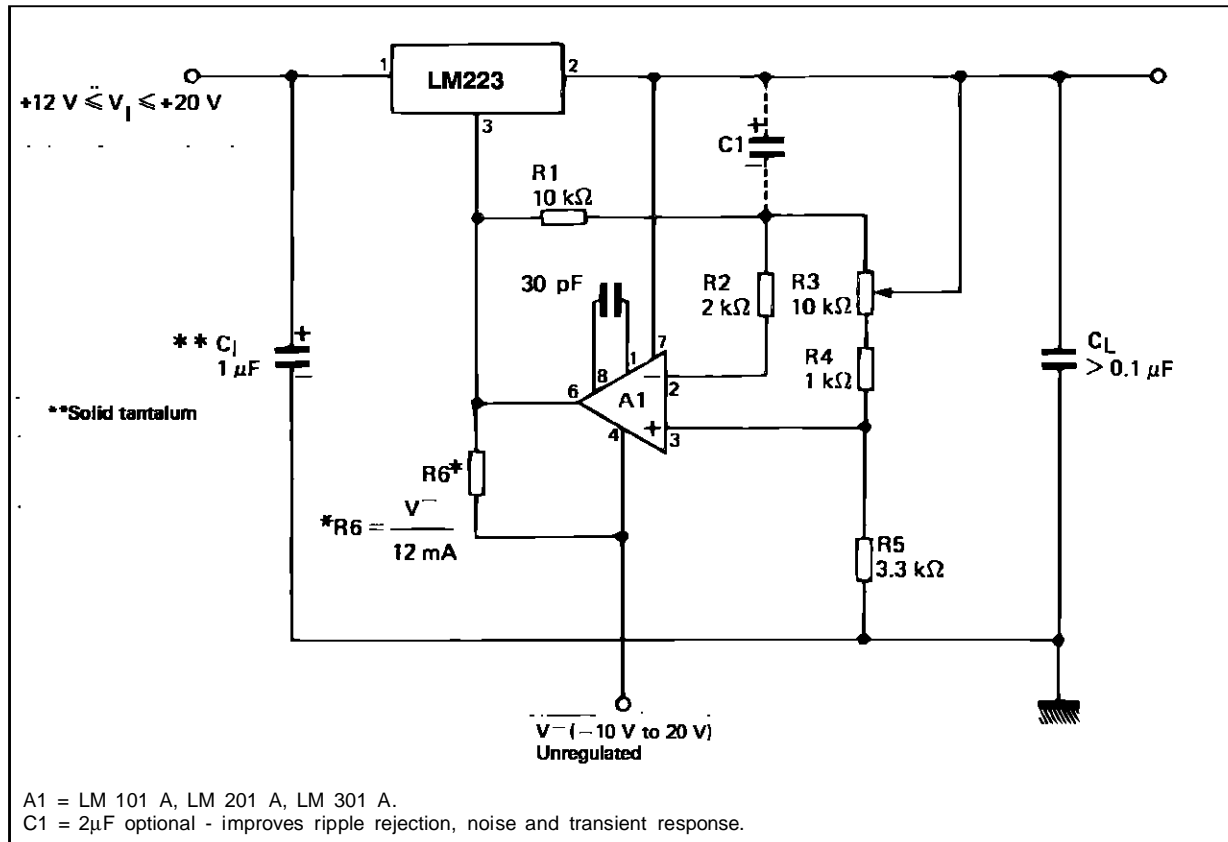 1
LM223
2
3
+12 V ≤ VI ≤ +20 V
C1
+
−
R1
10 kΩ
30 pF
R2
2 kΩ
R3
10 kΩ
** CI
1 µF
+
−
**Solid tantalum
8
1
7
6
A1
−
2
+
3
4
R4
1 kΩ
CL
> 0.1 µF
R6*
*R6 = V− / 12 mA
R5
3.3 kΩ
V− (−10 V to 20 V)
Unregulated
A1 = LM 101 A, LM 201 A, LM 301 A.
C1 = 2µF optional - improves ripple rejection, noise and transient response.